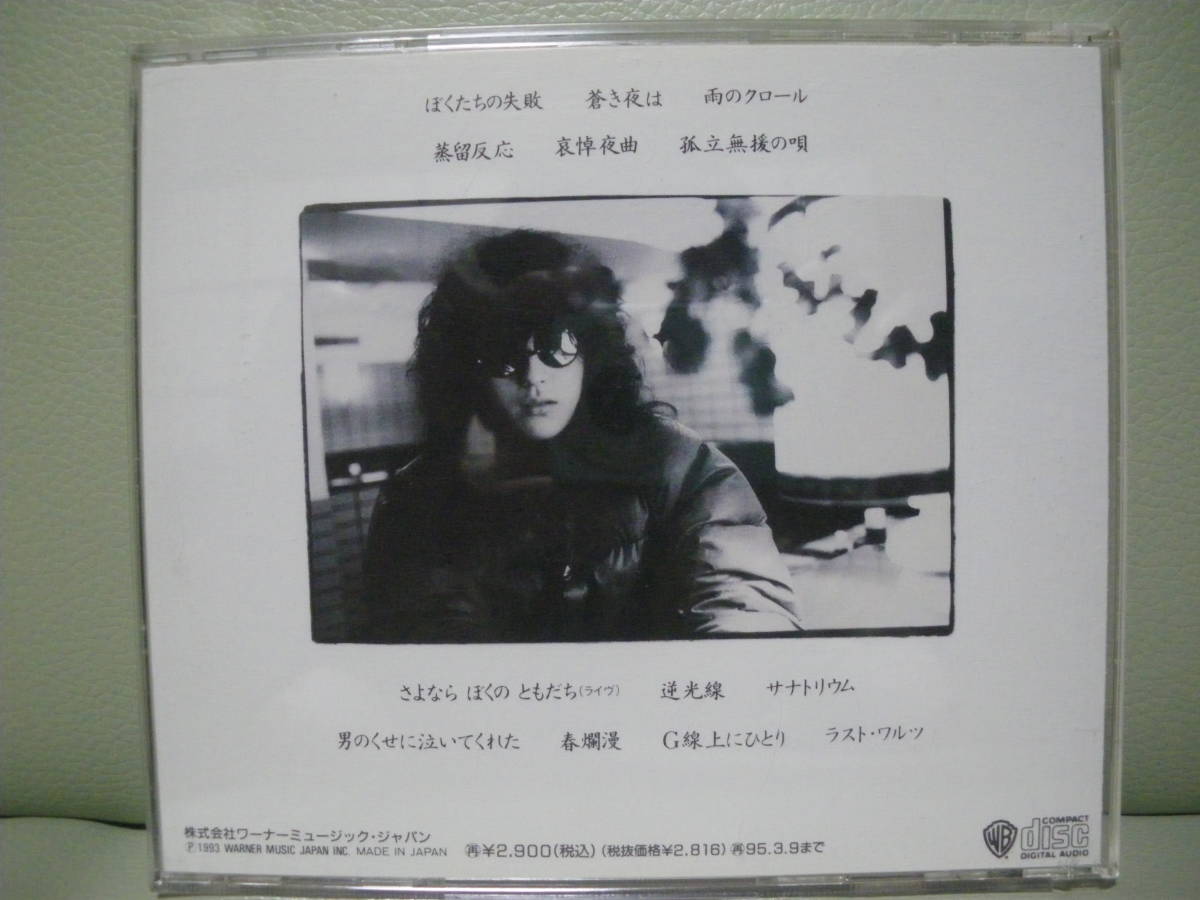 ぼくたちの失敗 蒼き夜は 雨のクロール
蒸留反応 哀悼夜曲 孤立無援の唄
さよなら ぼくの ともだち(ライヴ) 逆光線 サナトリウム
男のくせに泣いてくれた 春爛漫 G線上にひとり ラスト・ワルツ
株式会社ワーナーミュージック・ジャパン
Ⓟ1993 WARNER MUSIC JAPAN INC. MADE IN JAPAN ㊢¥2,900(税込)(税抜価格¥2,816)㊢95.3.9まで
WB COMPACT disc DIGITAL AUDIO